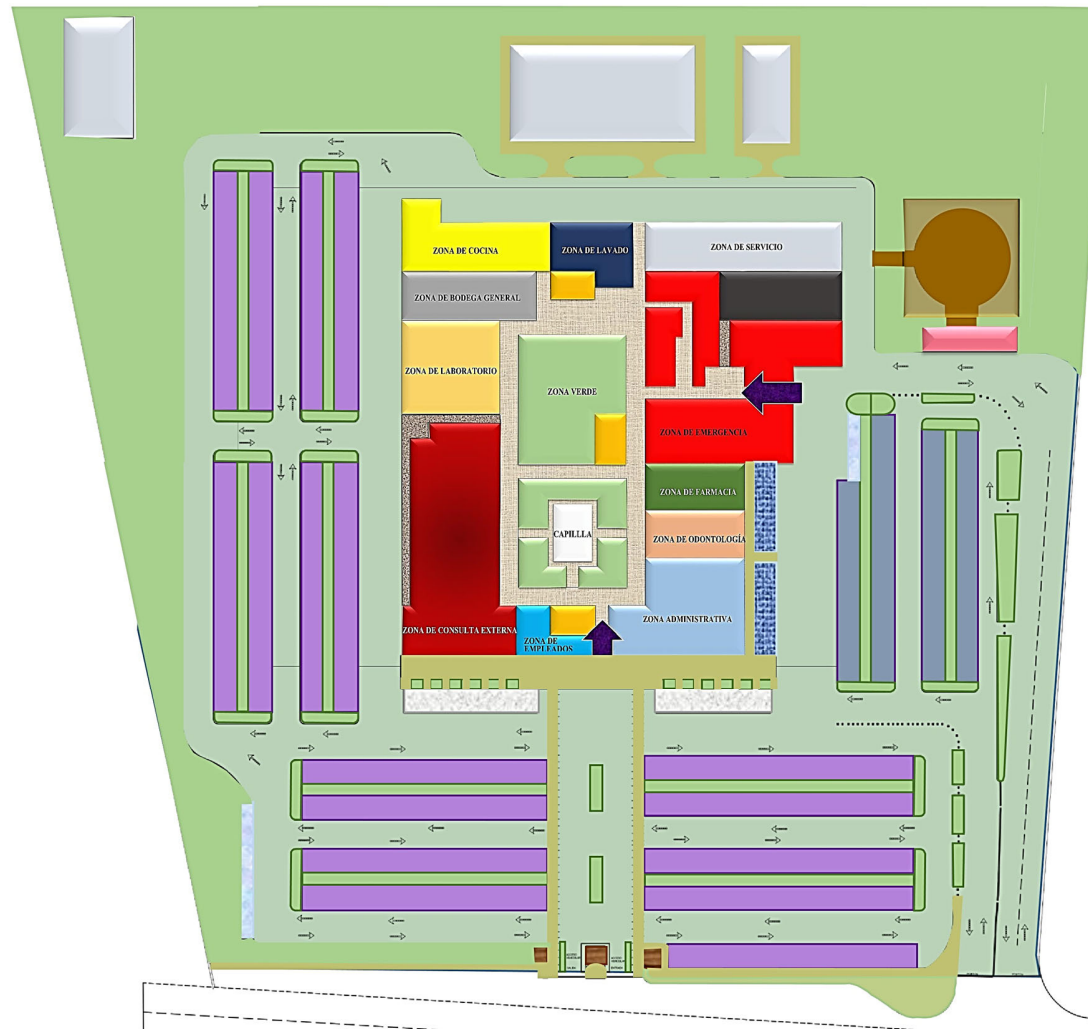 ZONA DE COCINA
ZONA DE LAVADO
ZONA DE SERVICIO
ZONA DE BODEGA GENERAL
ZONA DE LABORATORIO
ZONA VERDE
ZONA DE EMERGENCIA
ZONA DE FARMACIA
CAPILLLA
ZONA DE ODONTOLOGÍA
ZONA DE CONSULTA EXTERNA
ZONA DE
EMPLEADOS
ZONA ADMINISTRATIVA